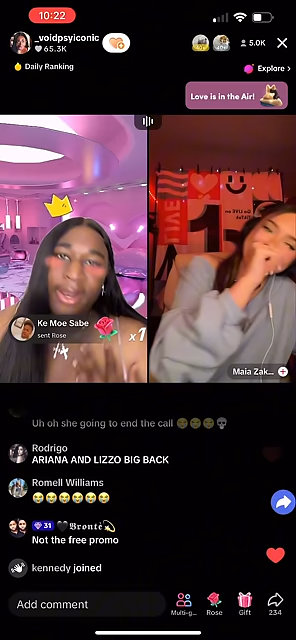 10:22
_voidpsyiconic
65.3K
5.0K
Daily Ranking
Explore >
Love is in the Air!
LIVE
Ke Moe Sabe
sent Rose
x1
Maia Zak...
Uh oh she going to end the call 😂😂😂💀
Rodrigo
ARIANA AND LIZZO BIG BACK
Romell Williams
😂😂😂😂😂😂
31 🖤𝕭𝖗𝖔𝖓𝖙ë💫
Not the free promo
kennedy joined
Add comment
Multi-g...
Rose
Gift
234